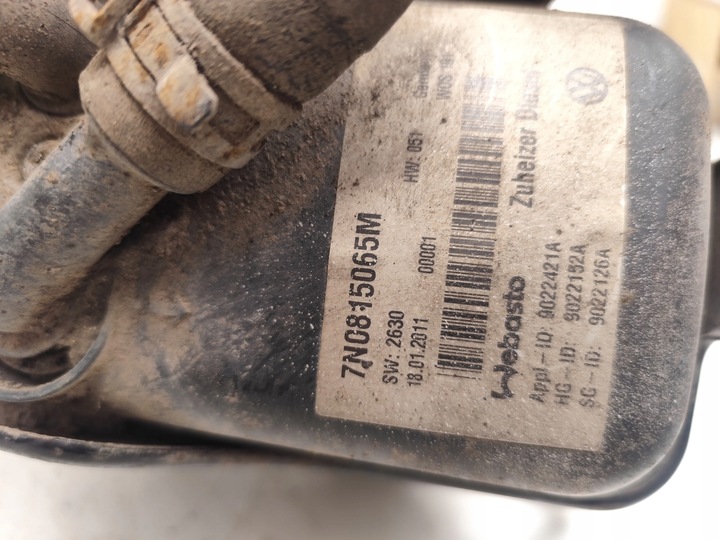 7N0815065M
SW: 2630 HW: 051
18.01.2011 00001
Webasto Zuheizer
Appl-ID: 9022421A
HG-ID: 9022152A
SG-ID: 9022126A